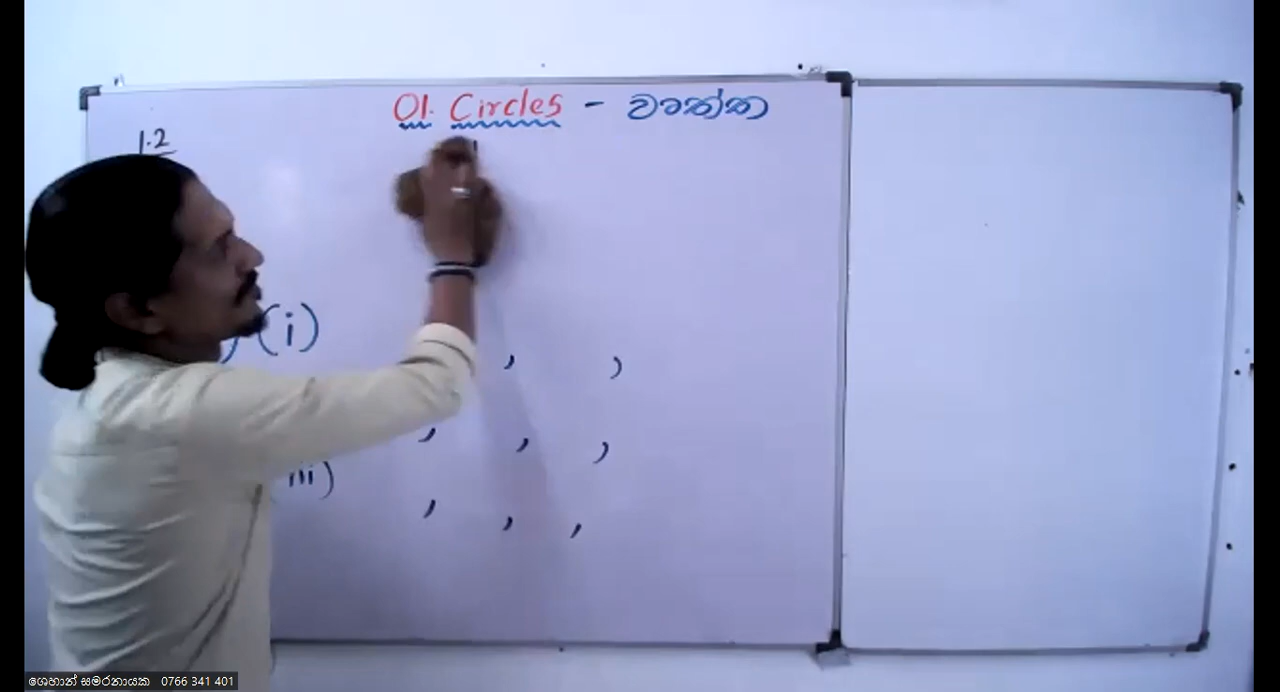 01. Circles - වෘත්ත
1.2
) (i)
, ,
, , ,
iii)
, , ,
ශෙහාන් සමරනායක 0766 341 401